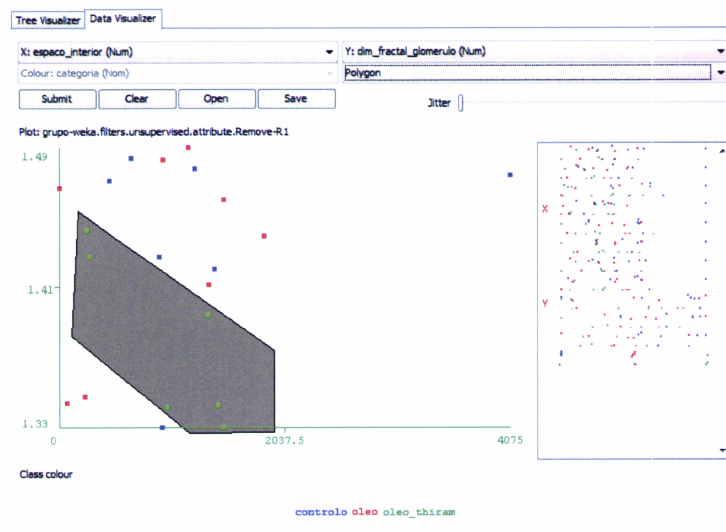 Tree Visualizer Data Visualizer
X: espaco_interior (Num) Y: dim_fractal_glomerulo (Num)
Colour: categoria (Nom) Polygon
Submit Clear Open Save Jitter
Plot: grupo-weka.filters.unsupervised.attribute.Remove-R1
1.49
X
1.41
Y
1.33
0 2037.5 4075
Class colour
controlo oleo oleo_thiram